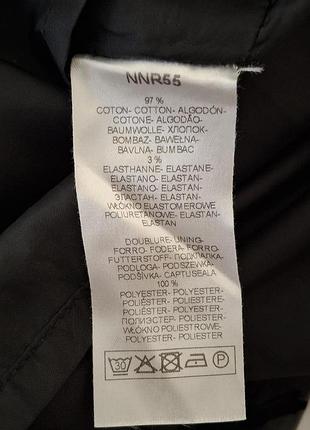 NNR55
97 %
COTON- COTTON- ALGODÓN-
COTONE- ALGODÃO-
BAUMWOLLE- ХЛОПОК-
BOMBAZ- BAWEŁNA-
BAVLNA- BUMBAC
3 %
ELASTHANNE- ELASTANE-
ELASTANO- ELASTAN-
ELASTANO- ELASTAN-
ЭЛАСТАН- ELASTAN-
WŁÓKNO ELASTOMEROWE
POLIURETANOWE- ELASTAN-
ELASTAN
DOUBLURE- LINING-
FORRO- FODERA- FORRO-
FUTTERSTOFF- ПОДКЛАДКА-
PODLOGA- PODSZEWKA-
PODŠÍVKA- CAPTUSEALA
100 %
POLYESTER- POLYESTER-
POLIÉSTER- POLIESTERE-
POLIÉSTER- POLYESTER-
ПОЛИЭСТЕР- POLIESTER-
WŁÓKNO POLIESTROWE-
POLYESTER- POLIESTER
30 P